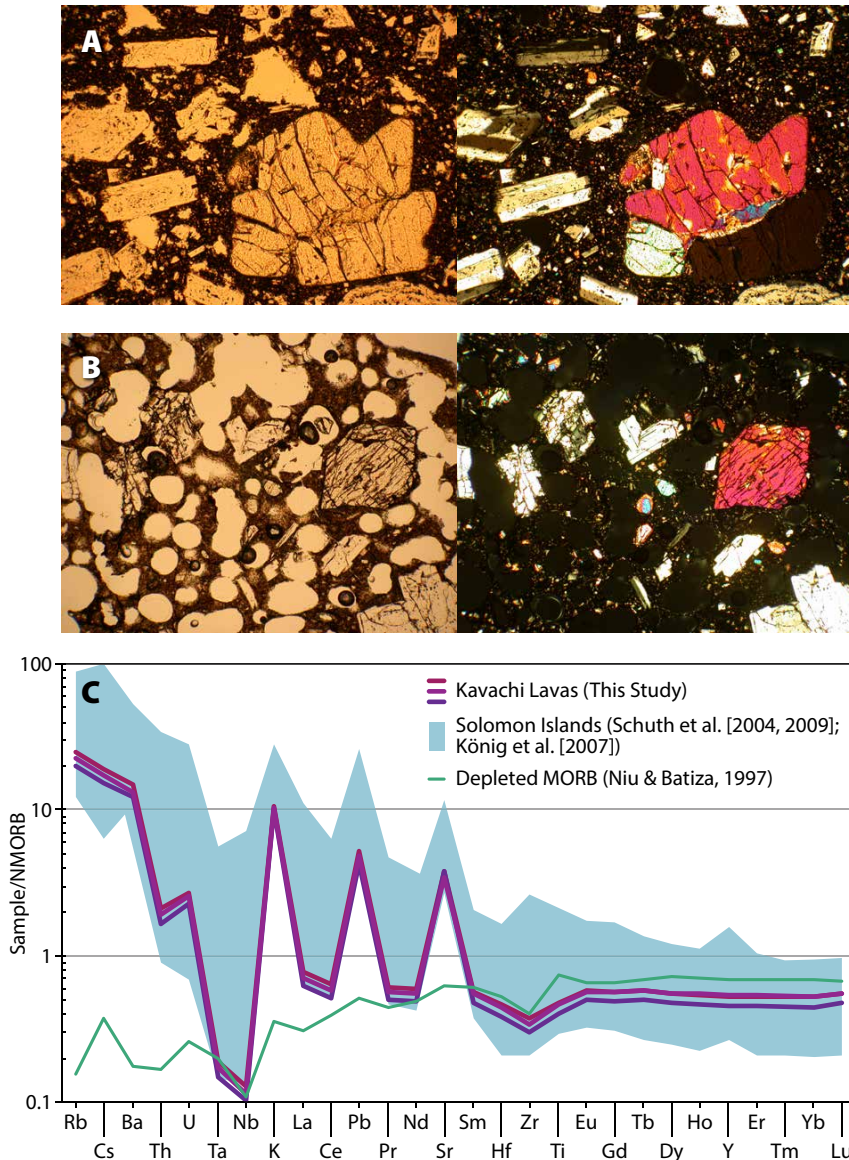 A
B
C
100
10
1
0.1
Sample/NMORB
Kavachi Lavas (This Study)
Solomon Islands (Schuth et al. [2004, 2009];
König et al. [2007])
Depleted MORB (Niu & Batiza, 1997)
Rb Ba U Nb La Pb Nd Sm Zr Eu Tb Ho Er Yb
Cs Th Ta K Ce Pr Sr Hf Ti Gd Dy Y Tm Lu